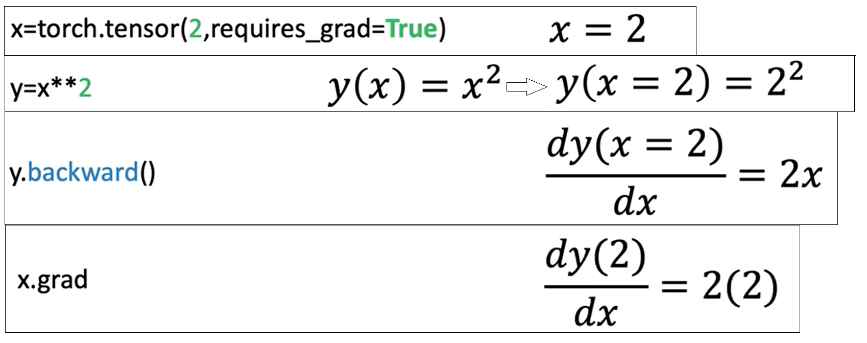 x=torch.tensor(2,requires_grad=True) x = 2
y=x**2 y(x) = x² ⇨ y(x = 2) = 2²
y.backward() dy(x = 2)/dx = 2x
x.grad dy(2)/dx = 2(2)